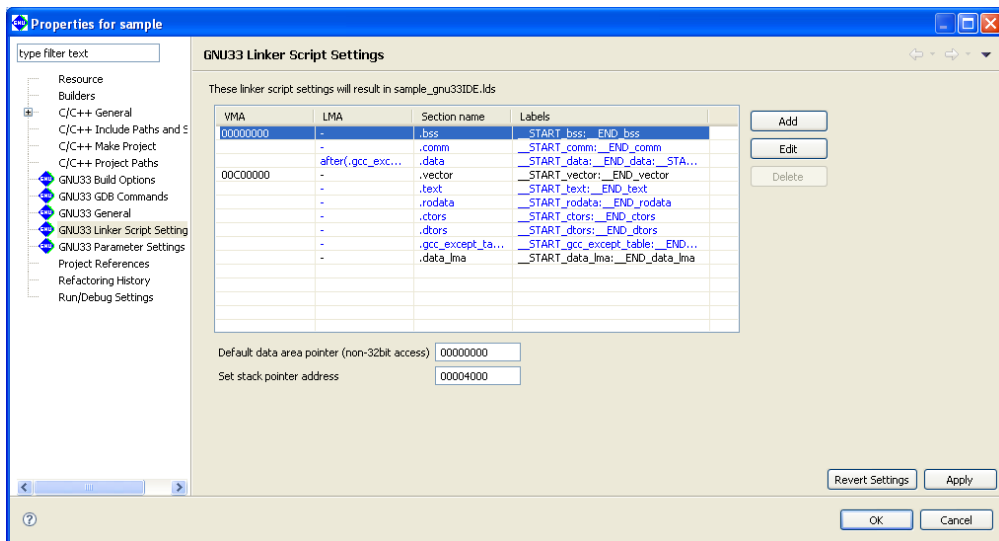 Properties for sample
type filter text
Resource
Builders
C/C++ General
C/C++ Include Paths and S
C/C++ Make Project
C/C++ Project Paths
GNU33 Build Options
GNU33 GDB Commands
GNU33 General
GNU33 Linker Script Setting
GNU33 Parameter Settings
Project References
Refactoring History
Run/Debug Settings
GNU33 Linker Script Settings
These linker script settings will result in sample_gnu33IDE.lds
VMA LMA Section name Labels
00000000 - .bss __START_bss:__END_bss
- .comm __START_comm:__END_comm
after(.gcc_exc... .data __START_data:__END_data:__STA...
00C00000 - .vector __START_vector:__END_vector
- .text __START_text:__END_text
- .rodata __START_rodata:__END_rodata
- .ctors __START_ctors:__END_ctors
- .dtors __START_dtors:__END_dtors
- .gcc_except_ta... __START_gcc_except_table:__END...
- .data_lma __START_data_lma:__END_data_lma
Add
Edit
Delete
Default data area pointer (non-32bit access) 00000000
Set stack pointer address 00004000
Revert Settings Apply
OK Cancel